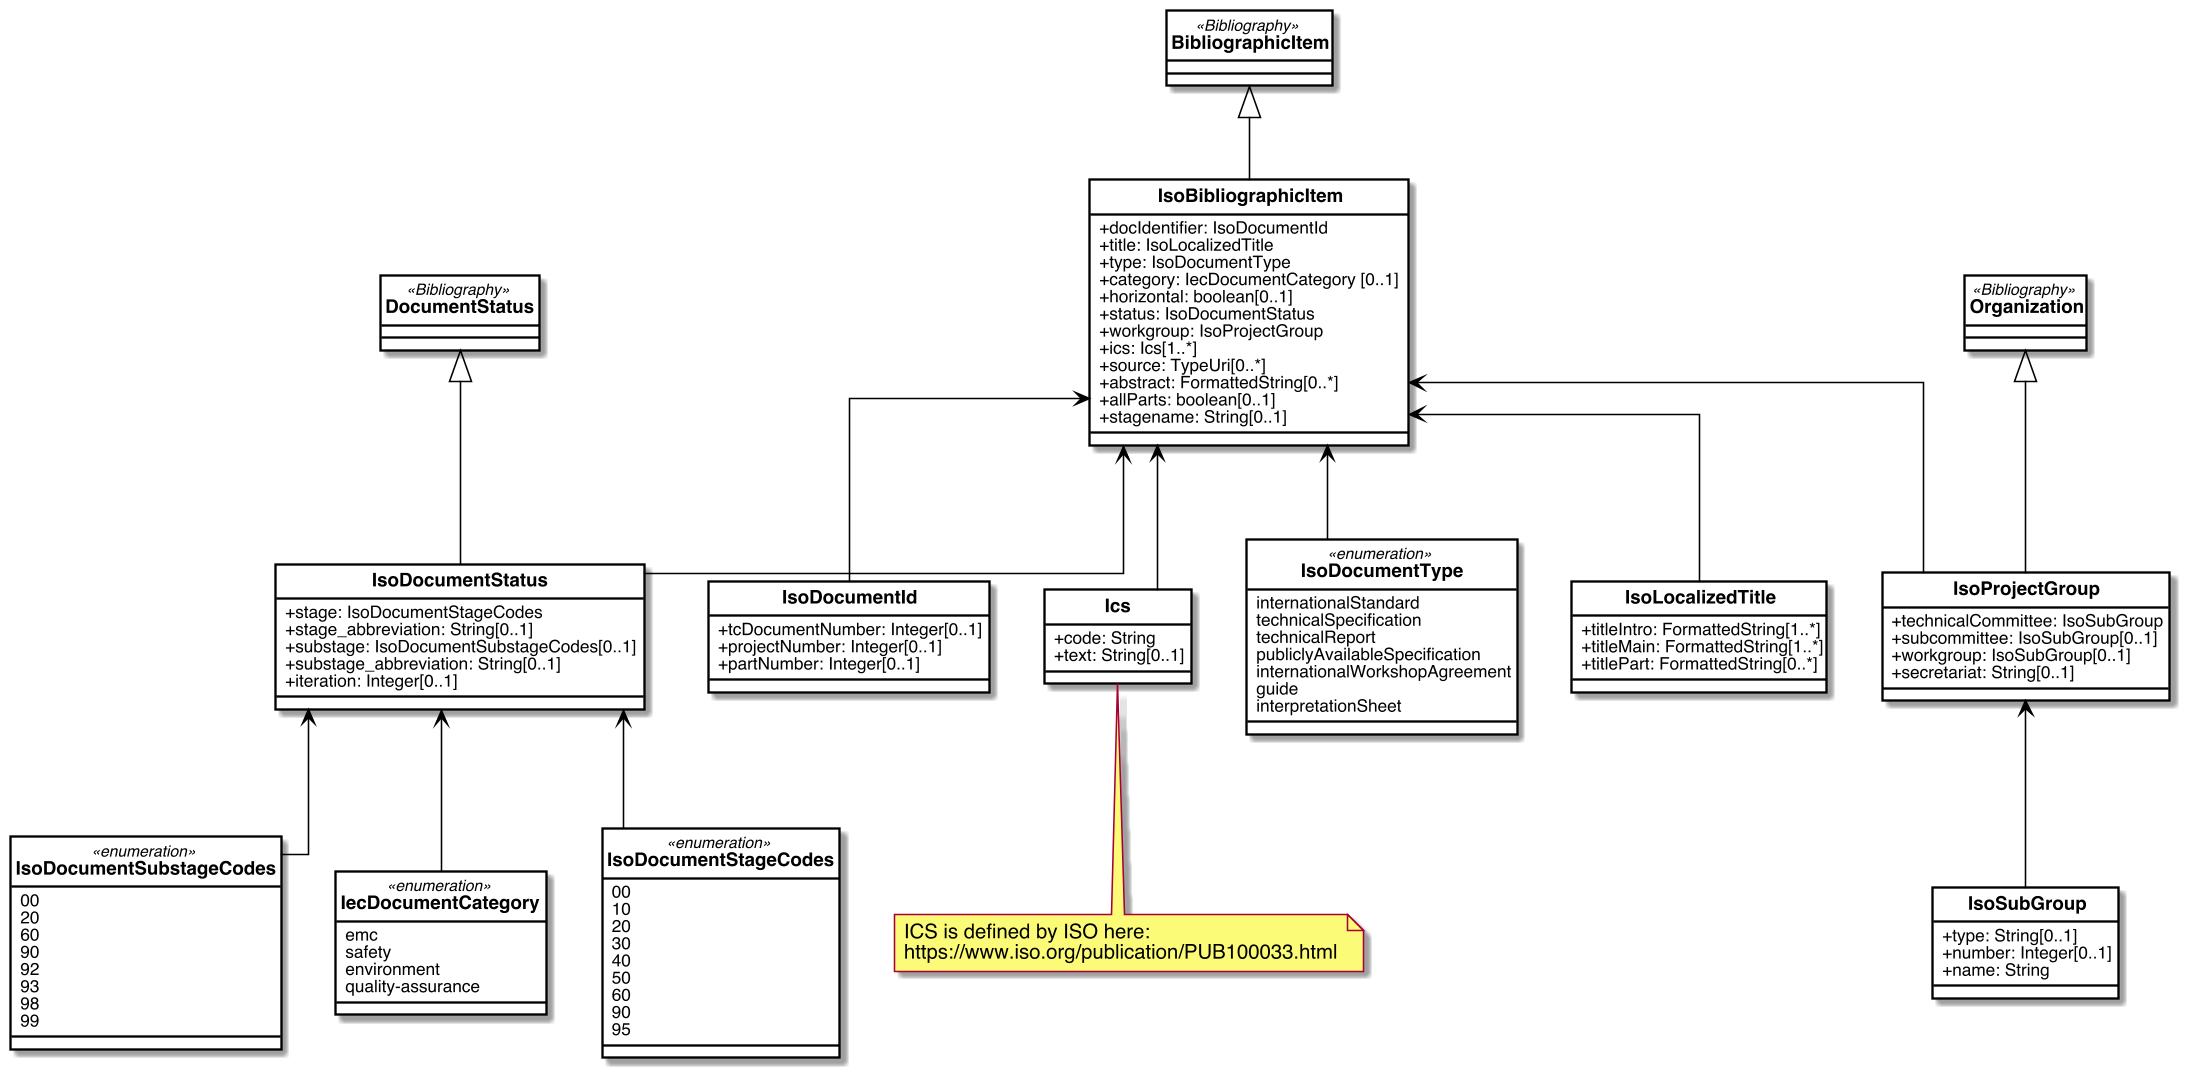 «Bibliography»
BibliographicItem
IsoBibliographicItem
+docIdentifier: IsoDocumentId
+title: IsoLocalizedTitle
+type: IsoDocumentType
+category: IecDocumentCategory [0..1]
+horizontal: boolean[0..1]
+status: IsoDocumentStatus
+workgroup: IsoProjectGroup
+ics: Ics[1..*]
+source: TypeUri[0..*]
+abstract: FormattedString[0..*]
+allParts: boolean[0..1]
+stagename: String[0..1]
«Bibliography»
DocumentStatus
«Bibliography»
Organization
IsoDocumentStatus
+stage: IsoDocumentStageCodes
+stage_abbreviation: String[0..1]
+substage: IsoDocumentSubstageCodes[0..1]
+substage_abbreviation: String[0..1]
+iteration: Integer[0..1]
IsoDocumentId
+tcDocumentNumber: Integer[0..1]
+projectNumber: Integer[0..1]
+partNumber: Integer[0..1]
Ics
+code: String
+text: String[0..1]
«enumeration»
IsoDocumentType
internationalStandard
technicalSpecification
technicalReport
publiclyAvailableSpecification
internationalWorkshopAgreement
guide
interpretationSheet
IsoLocalizedTitle
+titleIntro: FormattedString[1..*]
+titleMain: FormattedString[1..*]
+titlePart: FormattedString[0..*]
IsoProjectGroup
+technicalCommittee: IsoSubGroup
+subcommittee: IsoSubGroup[0..1]
+workgroup: IsoSubGroup[0..1]
+secretariat: String[0..1]
«enumeration»
IsoDocumentSubstageCodes
00
20
60
90
92
93
98
99
«enumeration»
IecDocumentCategory
emc
safety
environment
quality-assurance
«enumeration»
IsoDocumentStageCodes
00
10
20
30
40
50
60
90
95
ICS is defined by ISO here:
https://www.iso.org/publication/PUB100033.html
IsoSubGroup
+type: String[0..1]
+number: Integer[0..1]
+name: String